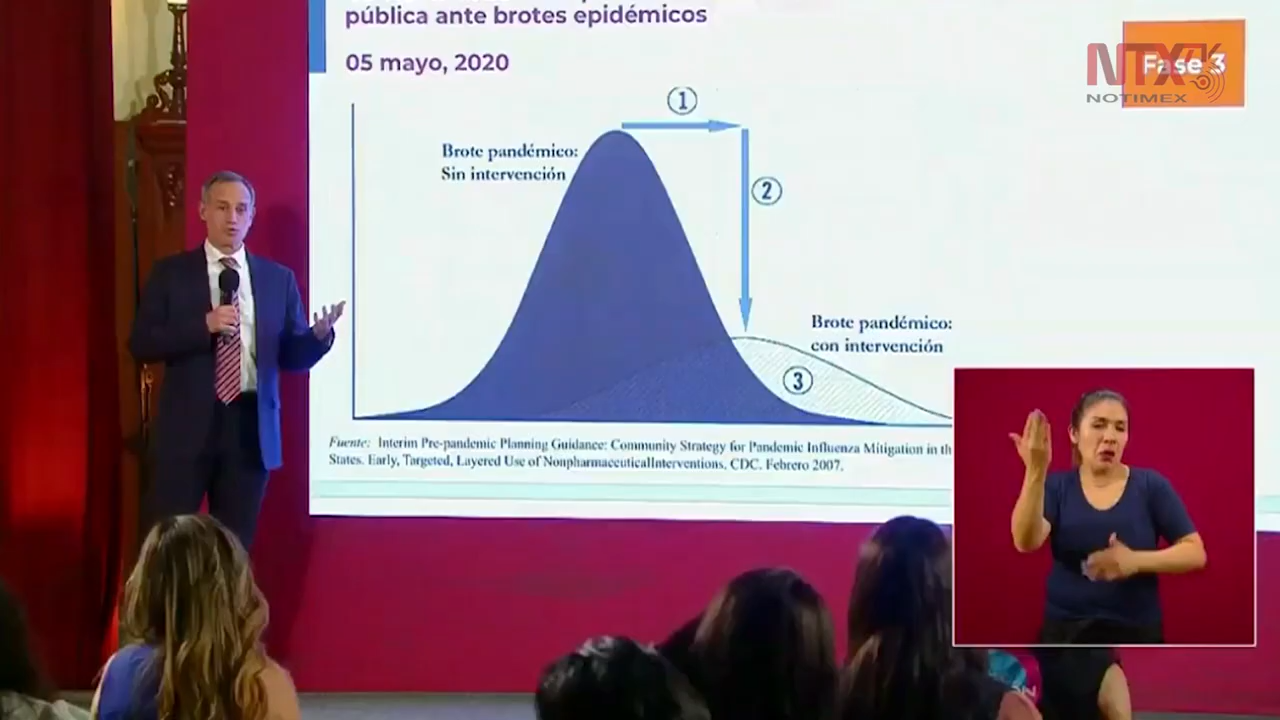 pública ante brotes epidémicos
05 mayo, 2020
NTX
NOTIMEX
Fase 3
1
Brote pandémico:
Sin intervención
2
Brote pandémico:
con intervención
3
Fuente: Interim Pre-pandemic Planning Guidance: Community Strategy for Pandemic Influenza Mitigation in th
States. Early, Targeted, Layered Use of NonpharmaceuticalInterventions, CDC. Febrero 2007.